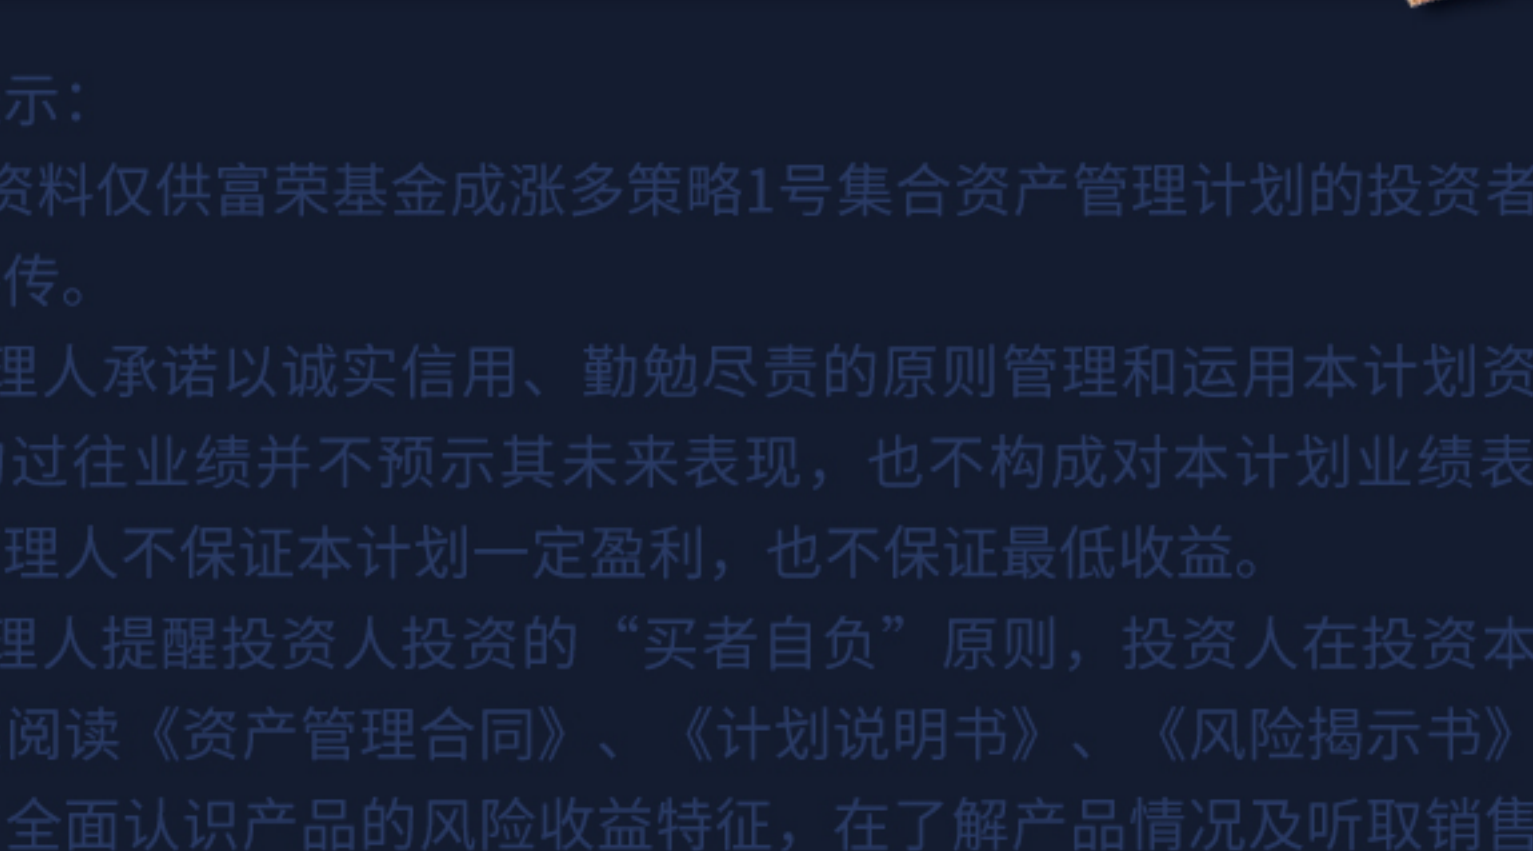 示：
资料仅供富荣基金成涨多策略1号集合资产管理计划的投资者
传。
理人承诺以诚实信用、勤勉尽责的原则管理和运用本计划资
过往业绩并不预示其未来表现，也不构成对本计划业绩表
理人不保证本计划一定盈利，也不保证最低收益。
理人提醒投资人投资的“买者自负”原则，投资人在投资本
阅读《资产管理合同》、《计划说明书》、《风险揭示书》
全面认识产品的风险收益特征，在了解产品情况及听取销售